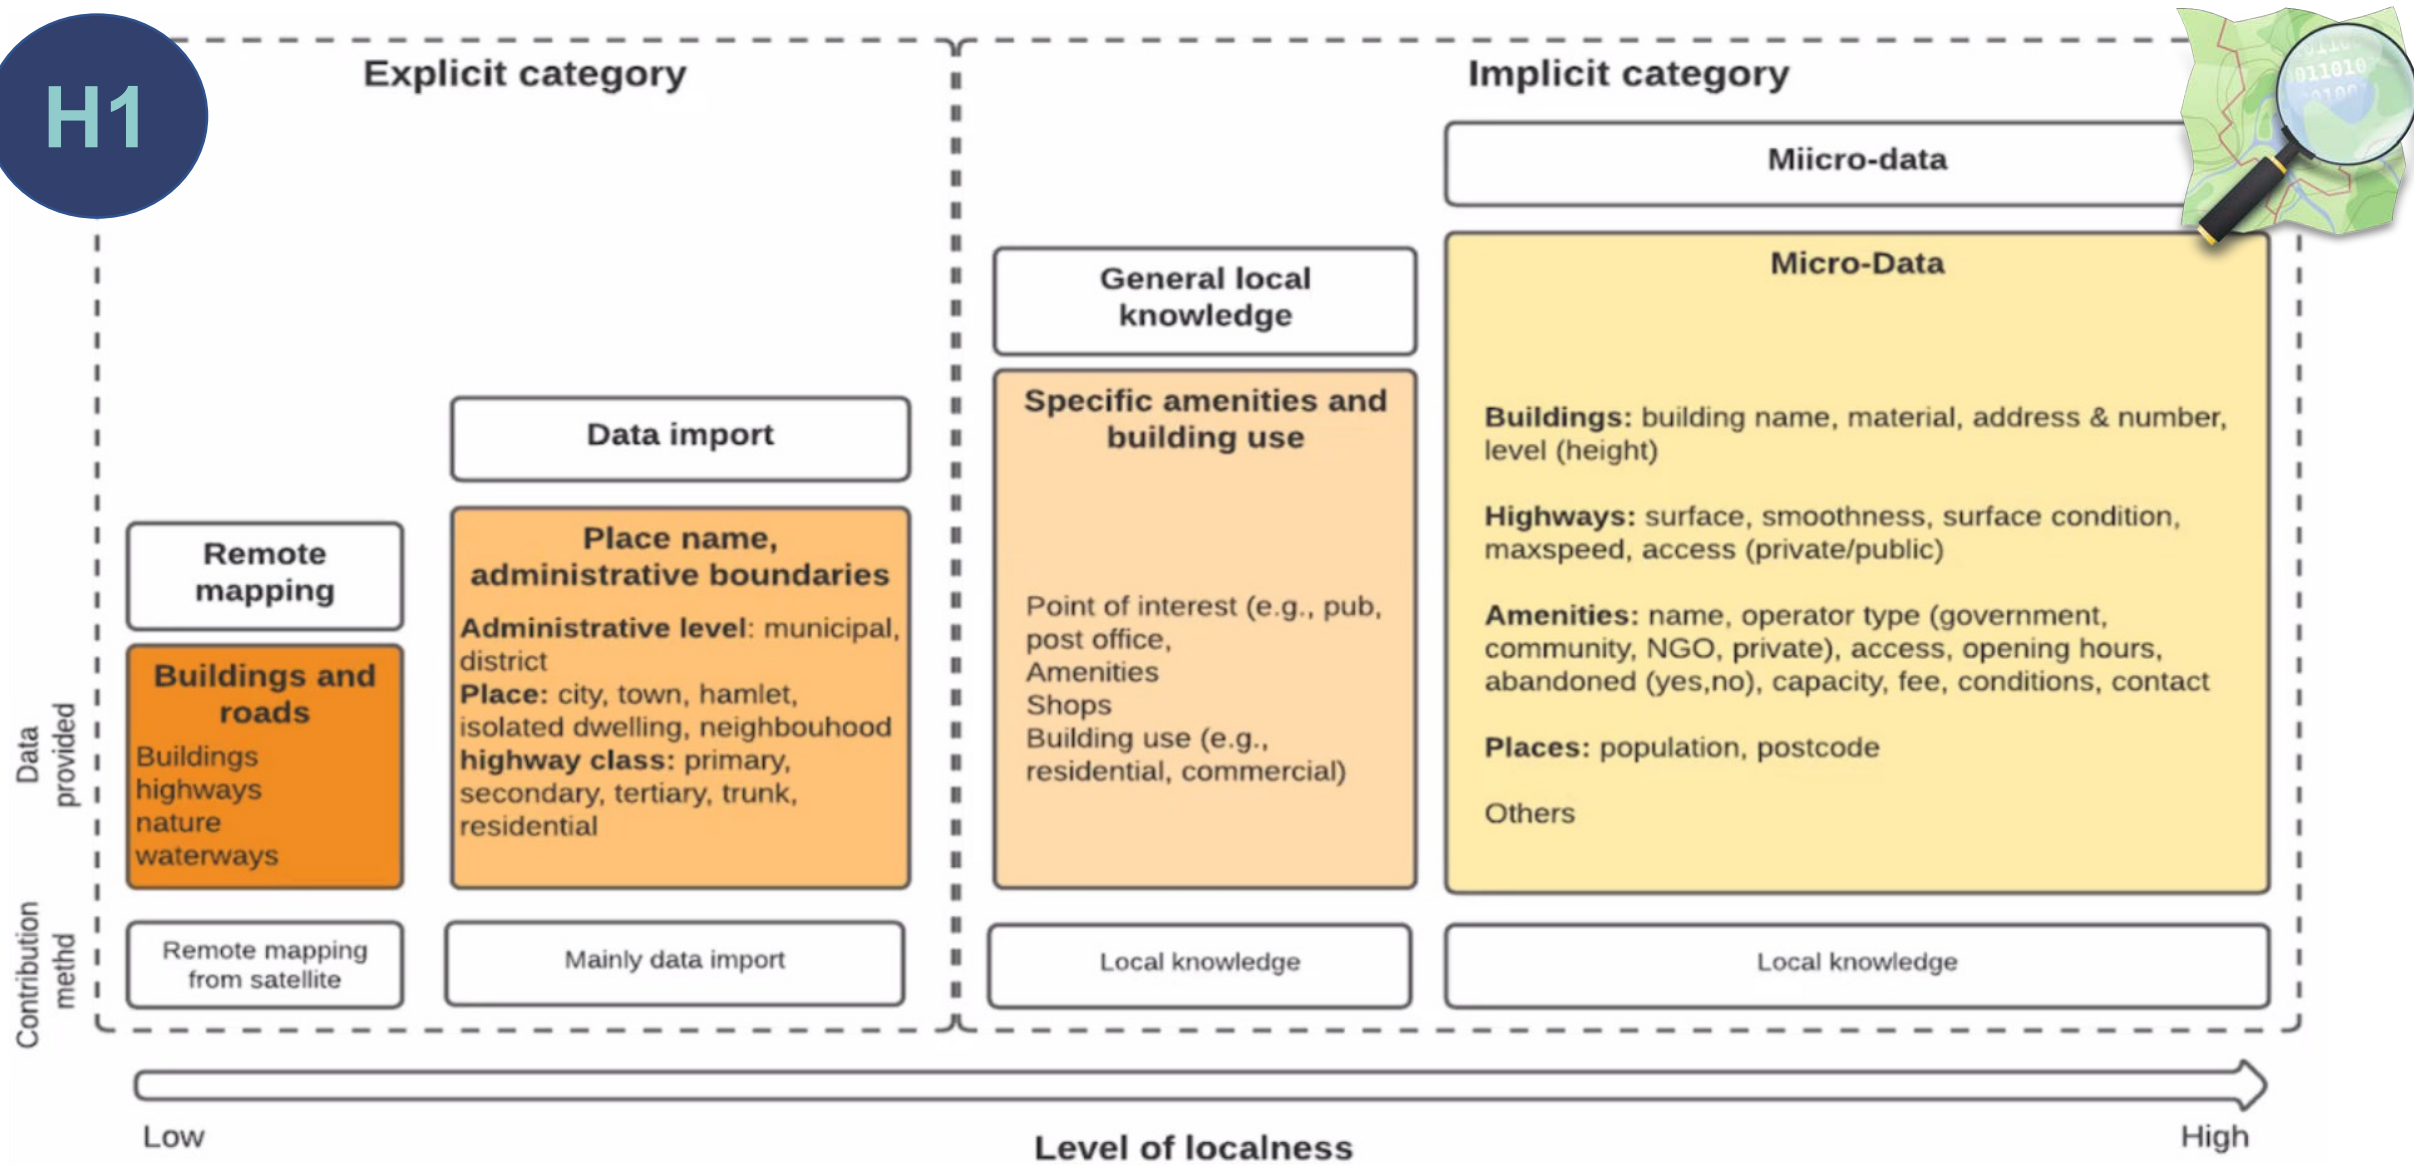 H1
Explicit category
Implicit category
Remote
mapping
Buildings and
roads
Buildings
highways
nature
waterways
Remote mapping
from satellite
Data import
Place name,
administrative boundaries
Administrative level: municipal,
district
Place: city, town, hamlet,
isolated dwelling, neighbouhood
highway class: primary,
secondary, tertiary, trunk,
residential
Mainly data import
General local
knowledge
Specific amenities and
building use
Point of interest (e.g., pub,
post office,
Amenities
Shops
Building use (e.g.,
residential, commercial)
Local knowledge
Miicro-data
Micro-Data
Buildings: building name, material, address & number,
level (height)
Highways: surface, smoothness, surface condition,
maxspeed, access (private/public)
Amenities: name, operator type (government,
community, NGO, private), access, opening hours,
abandoned (yes,no), capacity, fee, conditions, contact
Places: population, postcode
Others
Local knowledge
Data
provided
Contribution
methd
Low
Level of localness
High
011010